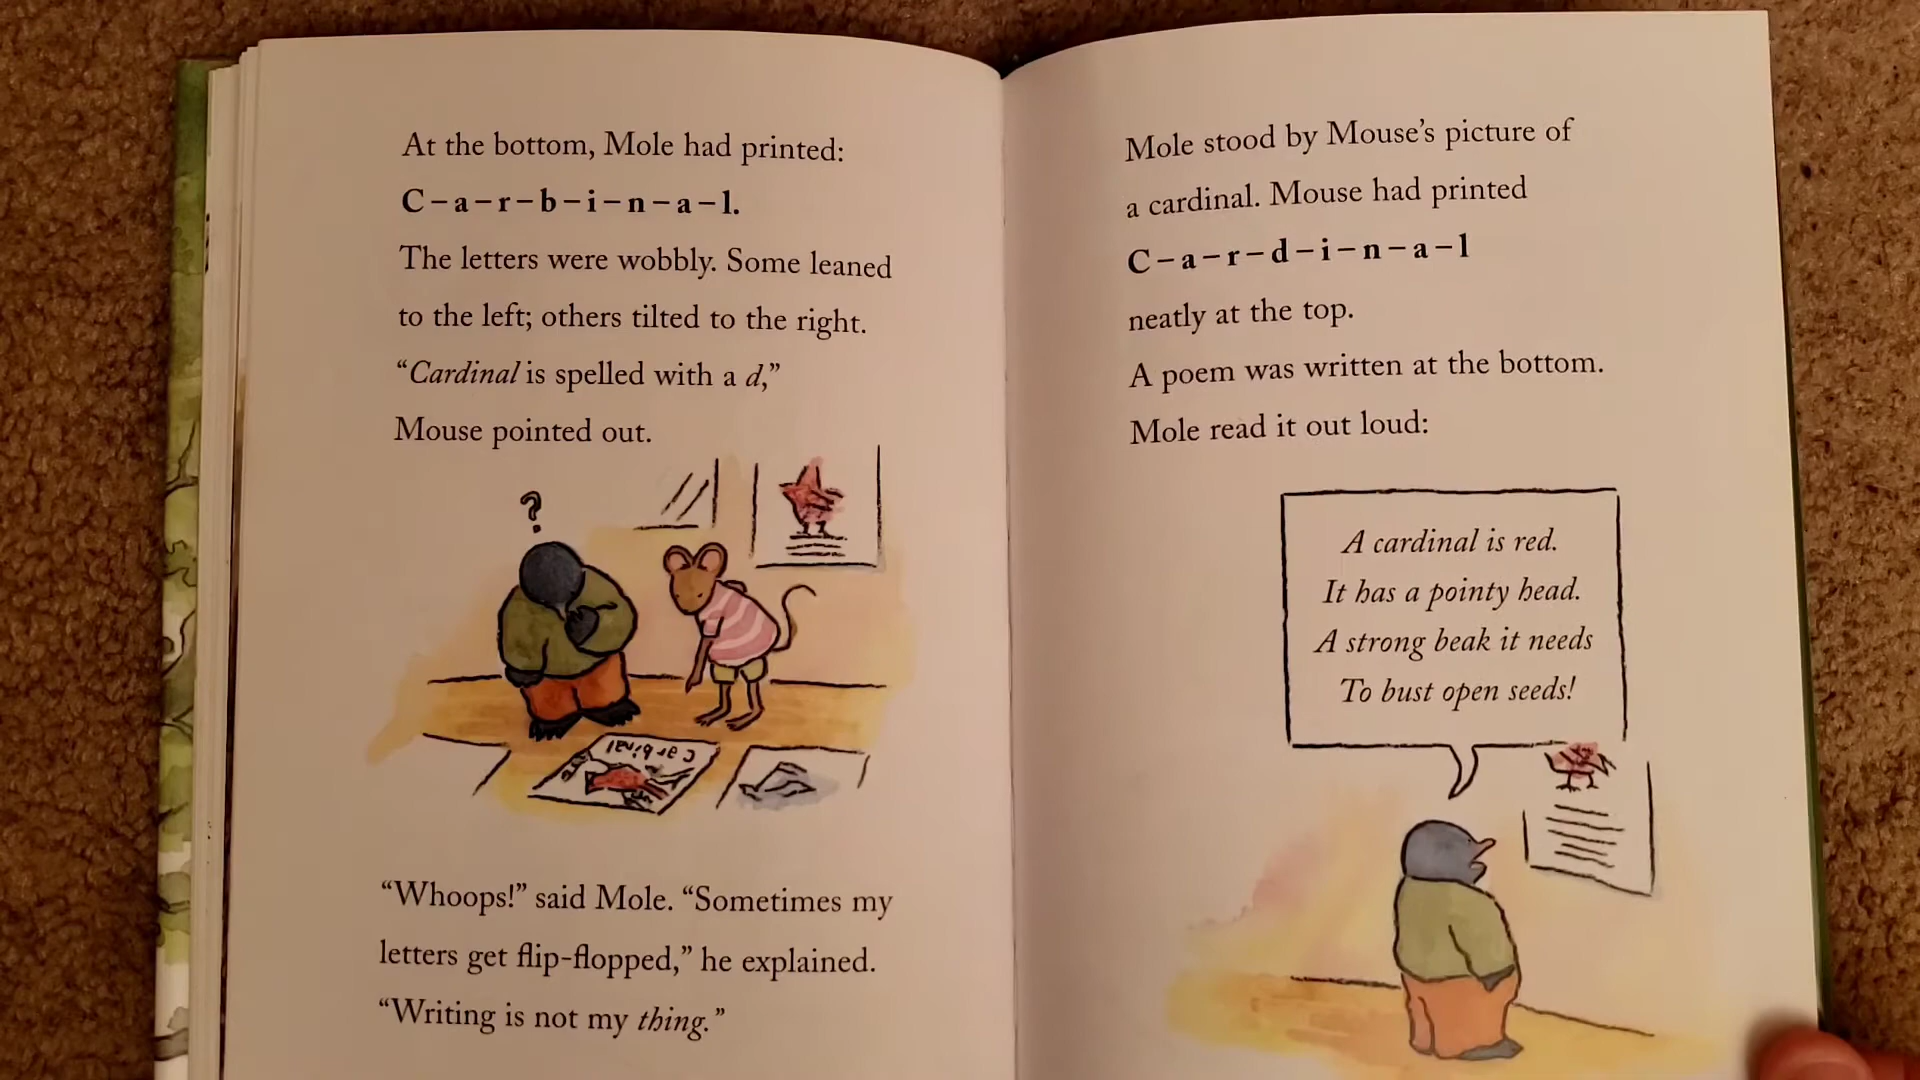 At the bottom, Mole had printed:
C – a – r – b – i – n – a – l.
The letters were wobbly. Some leaned
to the left; others tilted to the right.
“Cardinal is spelled with a d,”
Mouse pointed out.
?
Carbinal
“Whoops!” said Mole. “Sometimes my
letters get flip-flopped,” he explained.
“Writing is not my thing.”
Mole stood by Mouse’s picture of
a cardinal. Mouse had printed
C – a – r – d – i – n – a – l
neatly at the top.
A poem was written at the bottom.
Mole read it out loud:
A cardinal is red.
It has a pointy head.
A strong beak it needs
To bust open seeds!